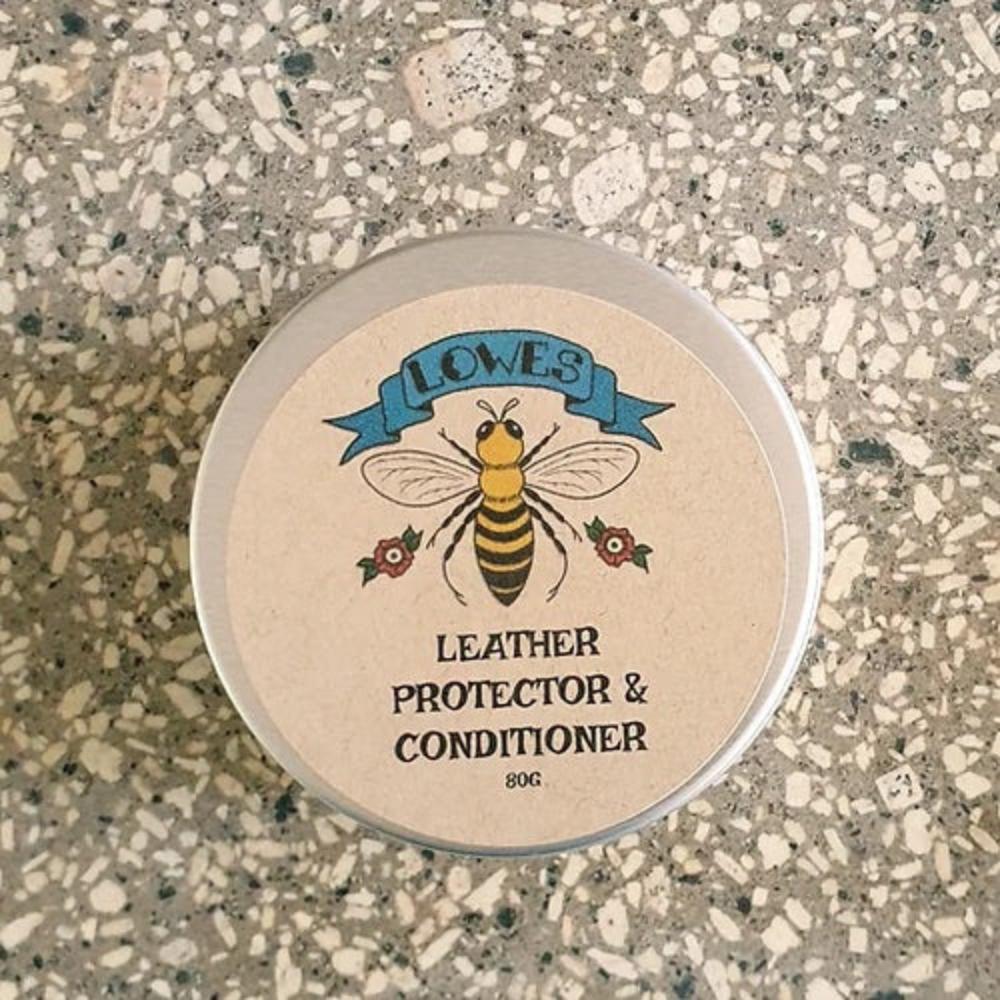 LOWES
LEATHER
PROTECTOR &
CONDITIONER
80G